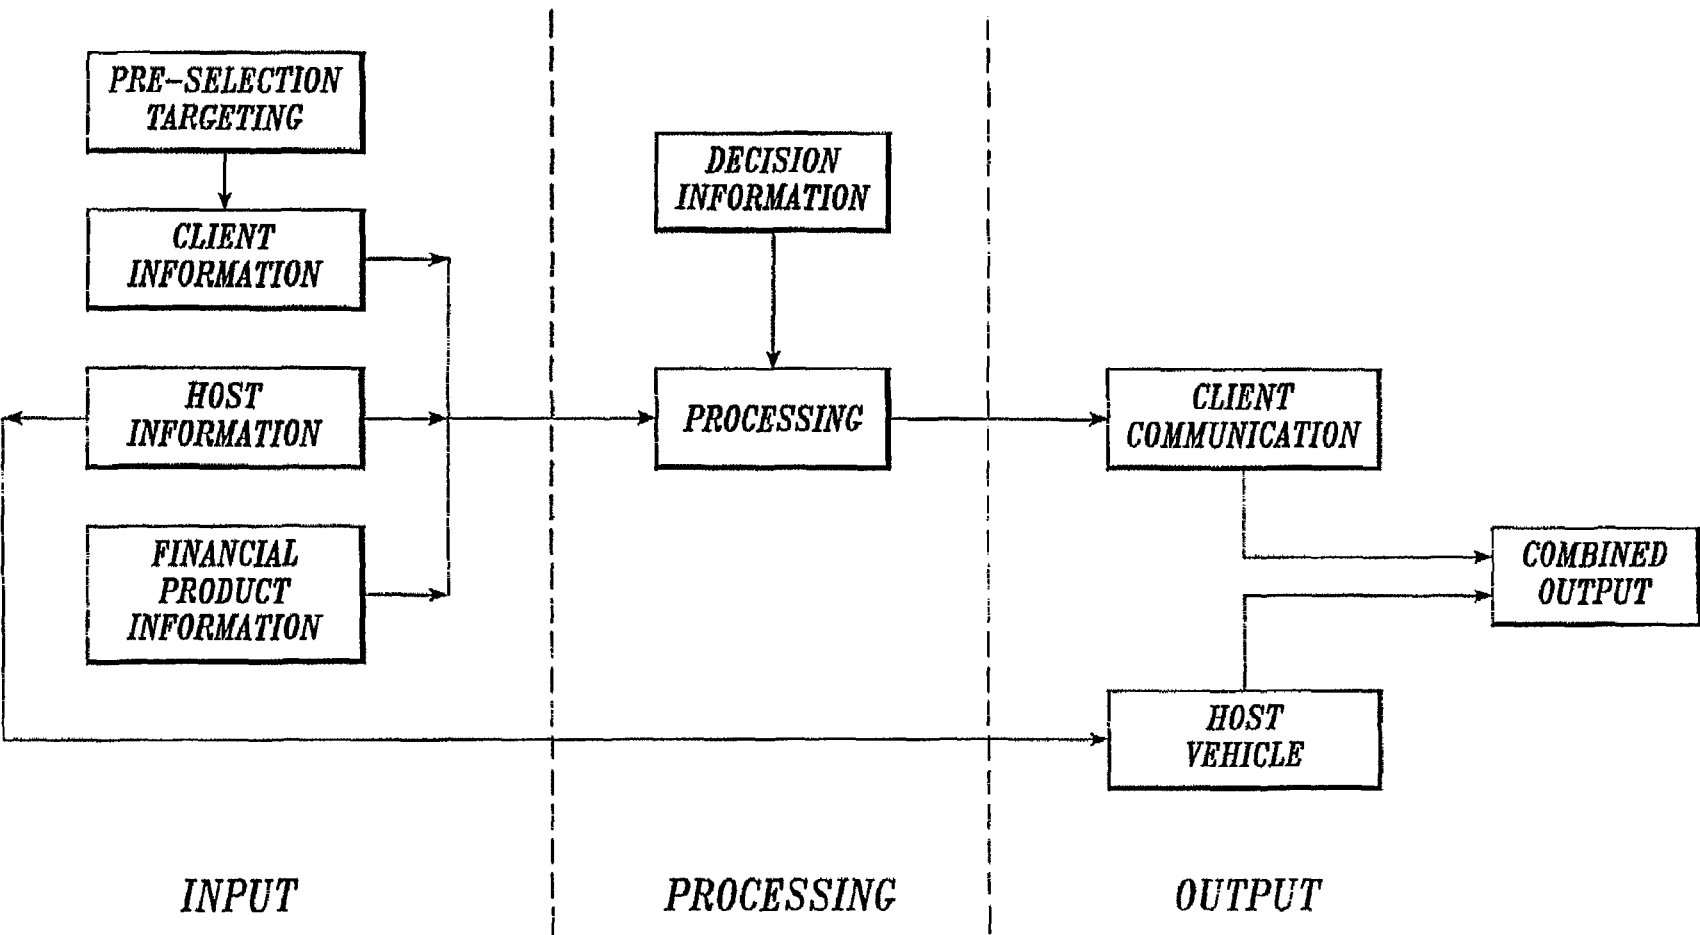 PRE-SELECTION
TARGETING
CLIENT
INFORMATION
HOST
INFORMATION
FINANCIAL
PRODUCT
INFORMATION
DECISION
INFORMATION
PROCESSING
CLIENT
COMMUNICATION
COMBINED
OUTPUT
HOST
VEHICLE
INPUT
PROCESSING
OUTPUT